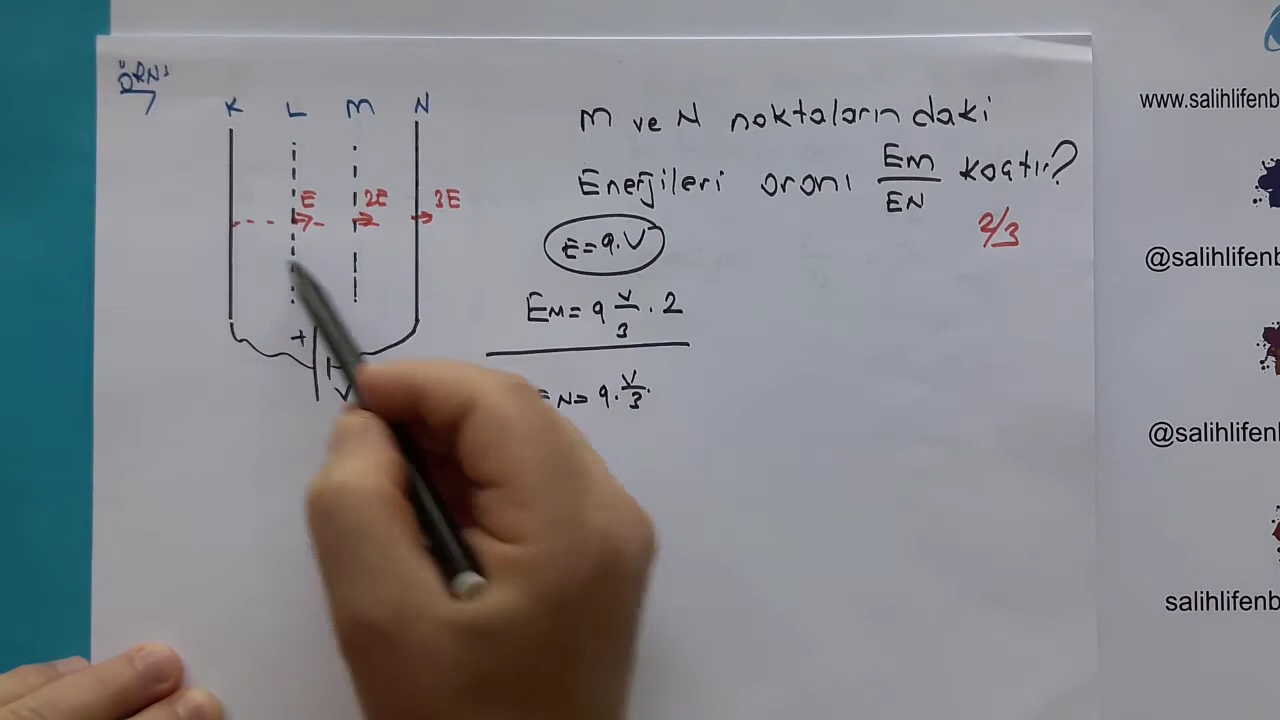 ÖRN:
K L M N
E 2E 3E
+
V
M ve N noktalarındaki
Enerjileri oranı EM/EN kaçtır?
2/3
E=q.V
EM=q V/3 . 2
N=q.V/3.
www.salihlifenb
@salihlifenb
@salihlifen
salihlifenb